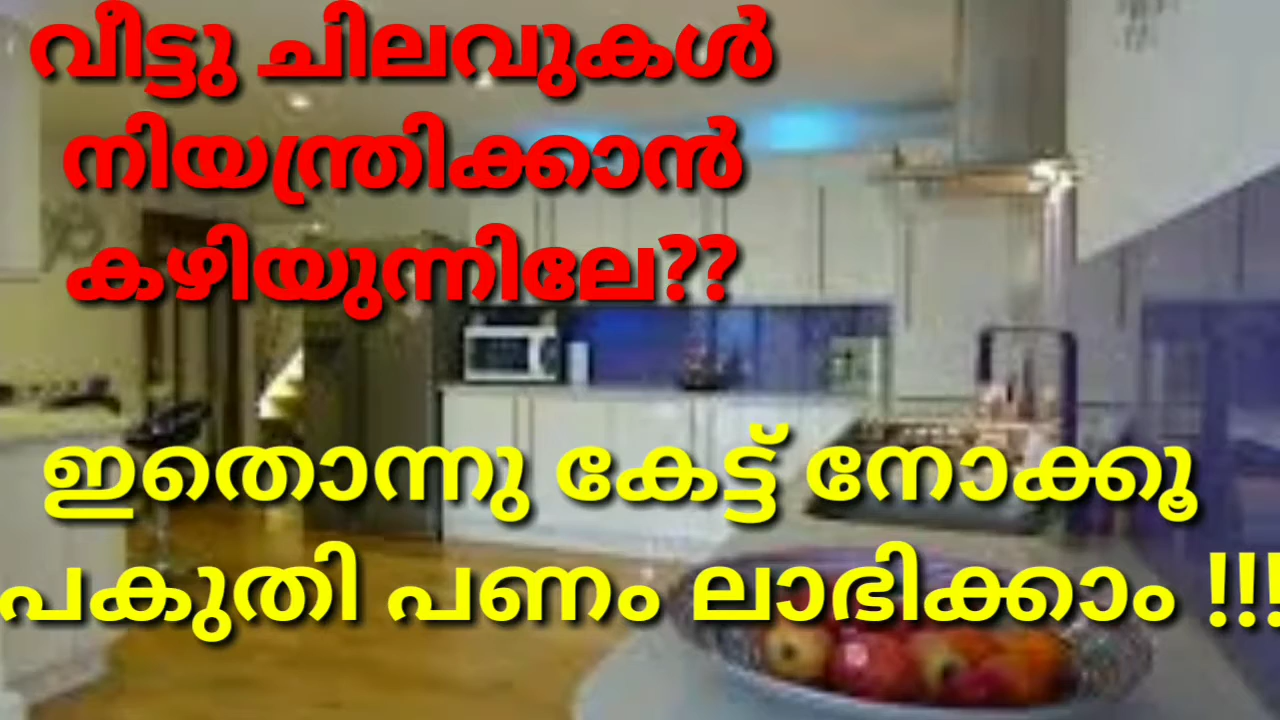 വീട്ടു ചിലവുകൾ
നിയന്ത്രിക്കാൻ
കഴിയുന്നിലേ??
ഇതൊന്നു കേട്ട് നോക്കൂ
പകുതി പണം ലാഭിക്കാം !!!